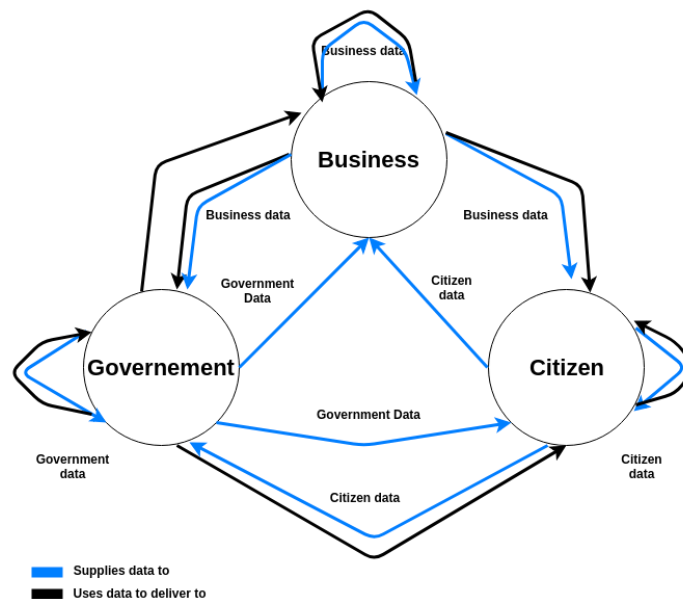 Business data
Business
Business data
Business data
Government
Data
Citizen
data
Governement
Citizen
Government Data
Government
data
Citizen
data
Citizen data
Supplies data to
Uses data to deliver to